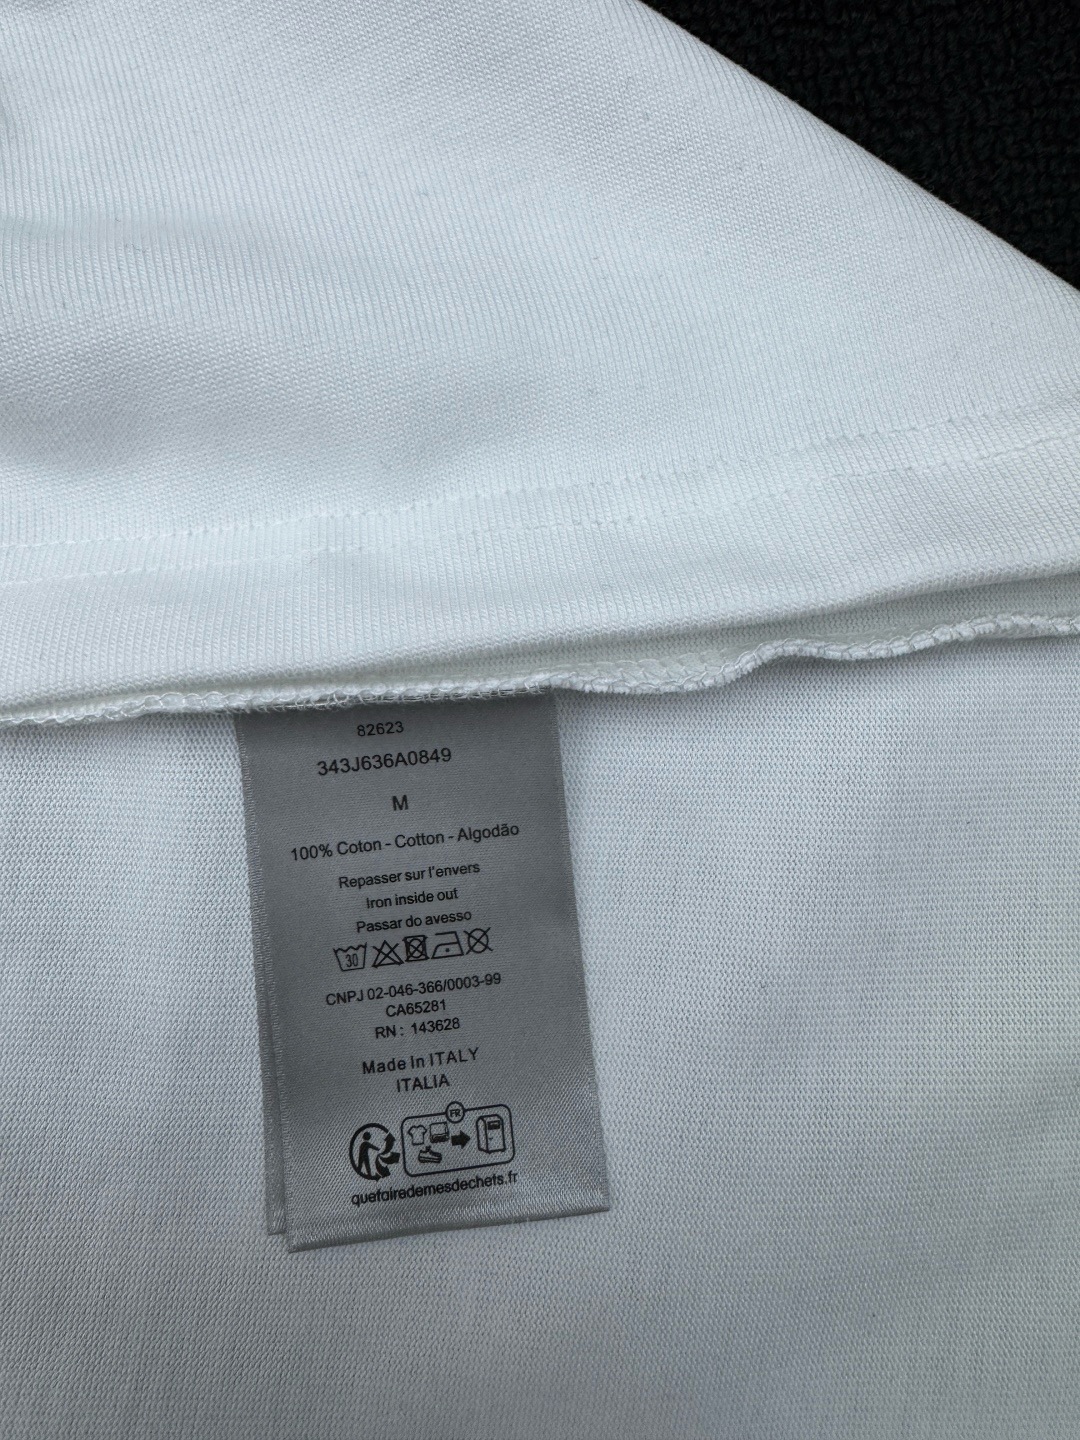 82623
343J636A0849
M
100% Coton - Cotton - Algodão
Repasser sur l'envers
Iron inside out
Passar do avesso
30
CNPJ 02-046-366/0003-99
CA65281
RN : 143628
Made In ITALY
ITALIA
FR
quefairedemesdechets.fr